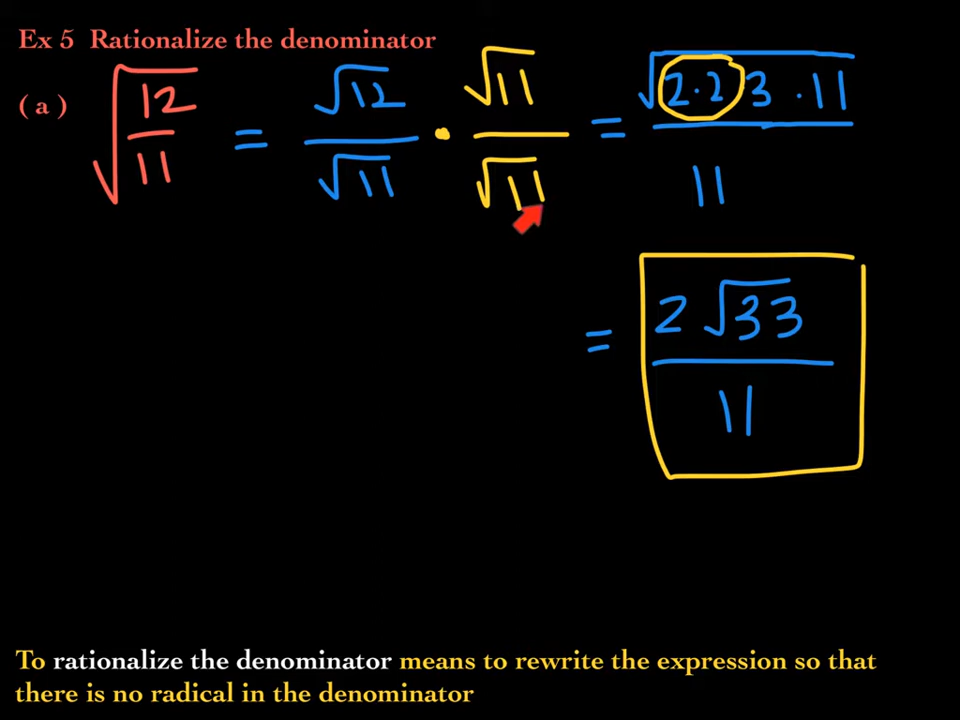 Ex 5 Rationalize the denominator
(a) √(12/11) = √12/√11 · √11/√11 = √(2·2 3·11)/11
= 2√33/11
To rationalize the denominator means to rewrite the expression so that
there is no radical in the denominator